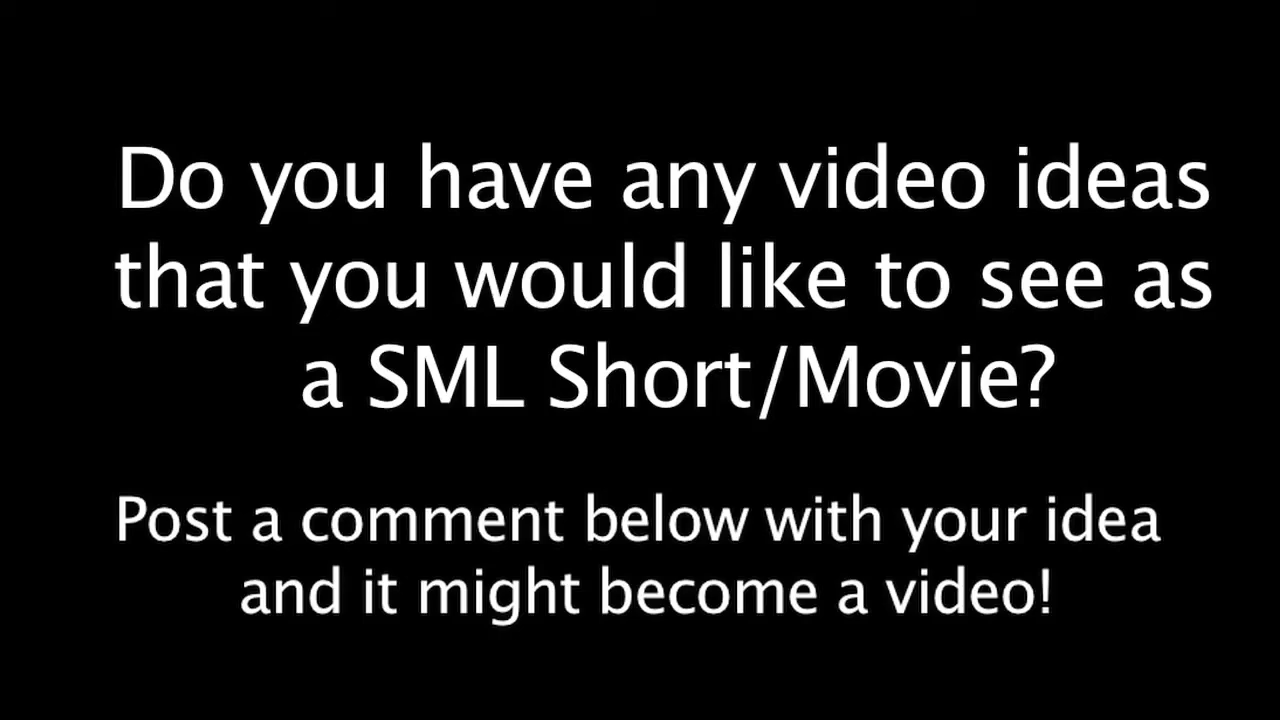 Do you have any video ideas
that you would like to see as
a SML Short/Movie?
Post a comment below with your idea
and it might become a video!